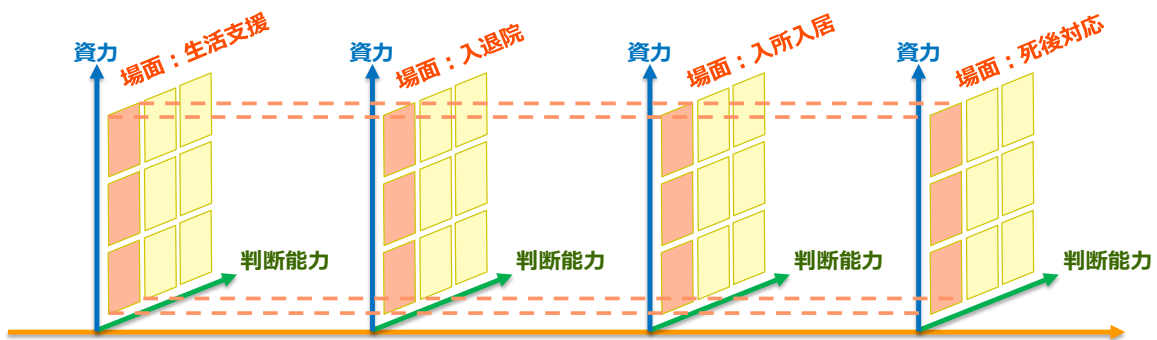 資力
場面：生活支援
判断能力
資力
場面：入退院
判断能力
資力
場面：入所入居
判断能力
資力
場面：死後対応
判断能力